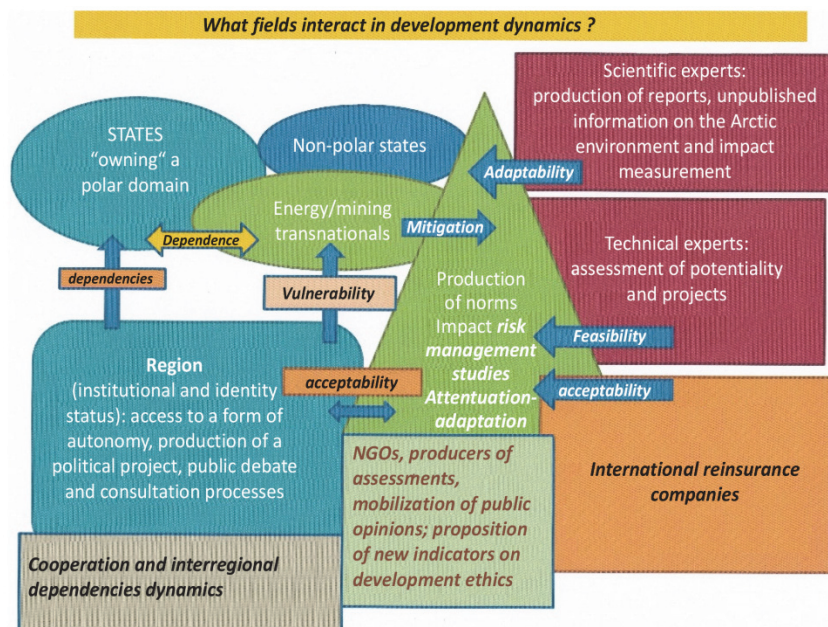 What fields interact in development dynamics ?
STATES
"owning" a
polar domain
Non-polar states
Energy/mining
transnationals
Dependence
dependencies
Vulnerability
Mitigation
Adaptability
Scientific experts:
production of reports, unpublished
information on the Arctic
environment and impact
measurement
Technical experts:
assessment of potentiality
and projects
Feasibility
acceptability
Production
of norms
Impact risk
management
studies
Attentuation-
adaptation
Region
(institutional and identity
status): access to a form of
autonomy, production of a
political project, public debate
and consultation processes
acceptability
NGOs, producers of
assessments,
mobilization of public
opinions; proposition
of new indicators on
development ethics
International reinsurance
companies
Cooperation and interregional
dependencies dynamics